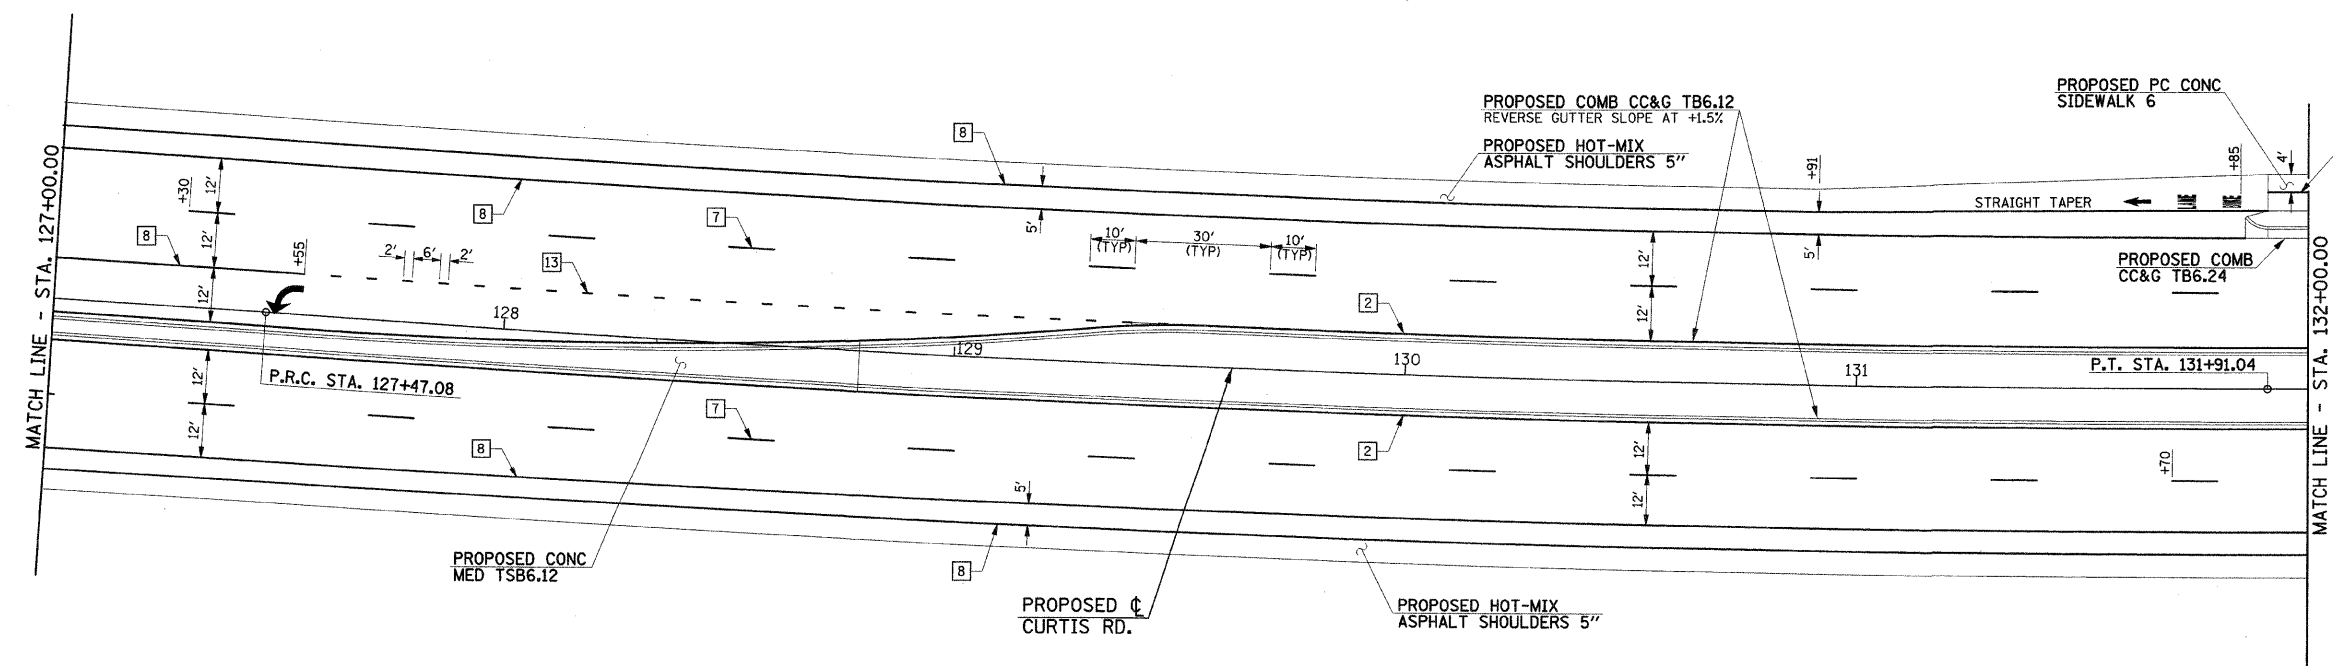 MATCH LINE - STA. 127+00.00
PROPOSED COMB CC&G TB6.12
REVERSE GUTTER SLOPE AT +1.5%
PROPOSED HOT-MIX
ASPHALT SHOULDERS 5"
PROPOSED PC CONC
SIDEWALK 6
8
+91
+85
4'
+30
12'
12'
12'
8
8
5'
7
10'
(TYP)
30'
(TYP)
10'
(TYP)
STRAIGHT TAPER
5'
12'
12'
PROPOSED COMB
CC&G TB6.24
+55
2'
6'
2'
13
128
129
130
131
2
P.R.C. STA. 127+47.08
P.T. STA. 131+91.04
12'
12'
7
8
2
5'
12'
12'
+70
8
PROPOSED CONC
MED TSB6.12
PROPOSED ℄
CURTIS RD.
PROPOSED HOT-MIX
ASPHALT SHOULDERS 5"
MATCH LINE - STA. 132+00.00